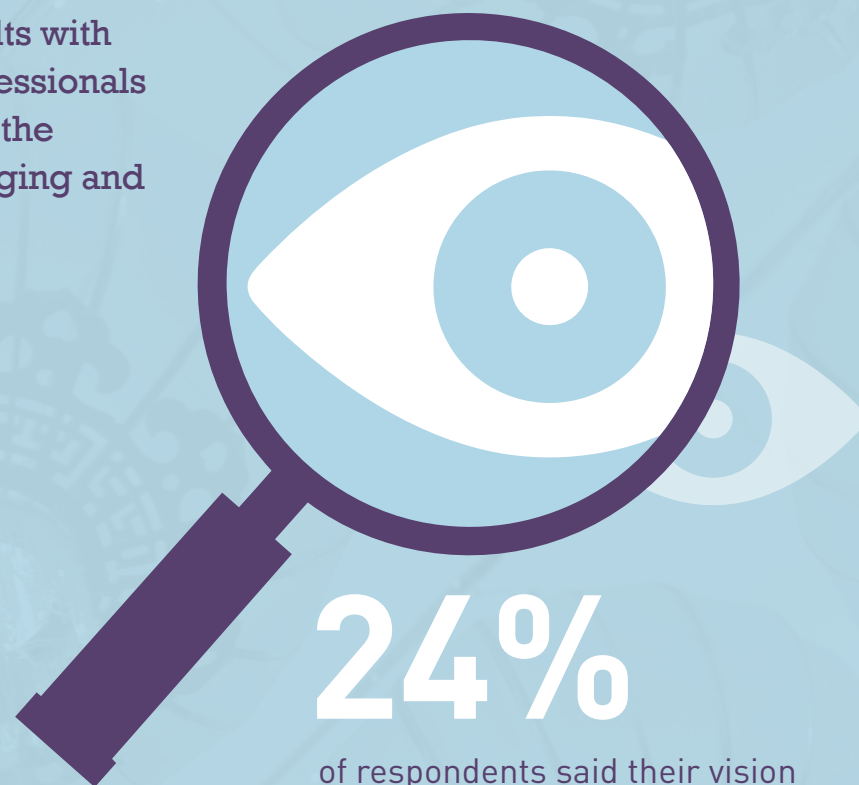 lts with
essionals
the
ging and
24%
of respondents said their vision